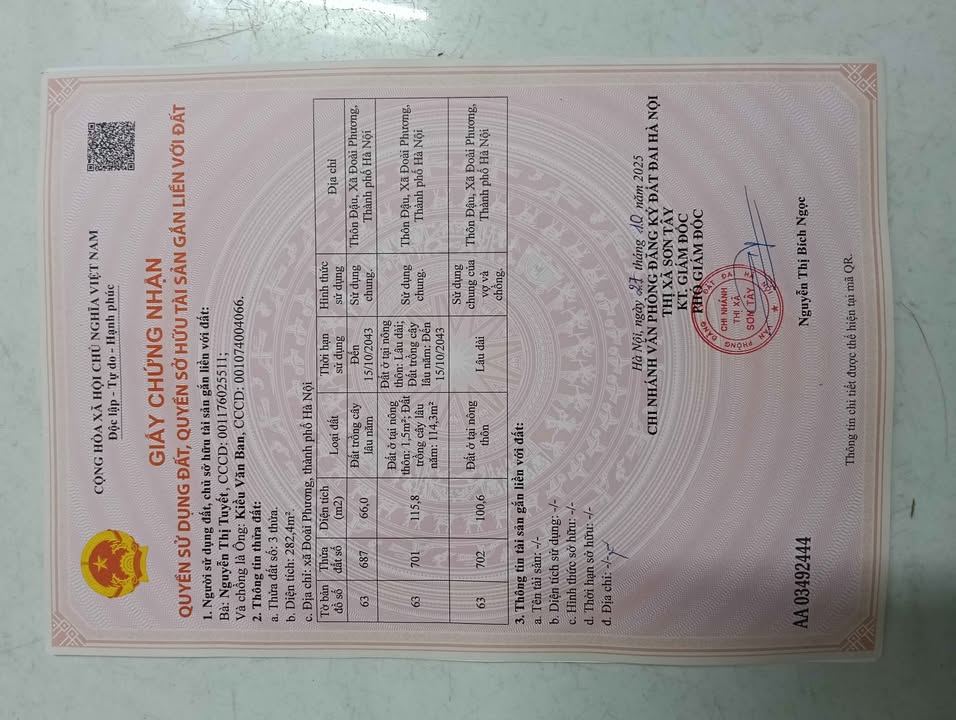 CỘNG HÒA XÃ HỘI CHỦ NGHĨA VIỆT NAM
Độc lập - Tự do - Hạnh phúc
GIẤY CHỨNG NHẬN
QUYỀN SỬ DỤNG ĐẤT, QUYỀN SỞ HỮU TÀI SẢN GẮN LIỀN VỚI ĐẤT
1. Người sử dụng đất, chủ sở hữu tài sản gắn liền với đất:
Bà: Nguyễn Thị Tuyết, CCCD: 001176025511;
Và chồng là Ông: Kiều Văn Ban, CCCD: 001074004066.
2. Thông tin thửa đất:
a. Thửa đất số: 3 thửa.
b. Diện tích: 282,4m².
c. Địa chỉ: xã Đoài Phương, thành phố Hà Nội
Tờ bản đồ số | Thửa đất số | Diện tích (m2) | Loại đất | Thời hạn sử dụng | Hình thức sử dụng | Địa chỉ
63 | 687 | 66,0 | Đất trồng cây lâu năm | Đến 15/10/2043 | Sử dụng chung. | Thôn Đậu, Xã Đoài Phương, Thành phố Hà Nội
63 | 701 | 115,8 | Đất ở tại nông thôn: 1,5m²; Đất trồng cây lâu năm: 114,3m² | Đất ở tại nông thôn: Lâu dài; Đất trồng cây lâu năm: Đến 15/10/2043 | Sử dụng chung. | Thôn Đậu, Xã Đoài Phương, Thành phố Hà Nội
63 | 702 | 100,6 | Đất ở tại nông thôn | Lâu dài | Sử dụng chung của vợ và chồng. | Thôn Đậu, Xã Đoài Phương, Thành phố Hà Nội
3. Thông tin tài sản gắn liền với đất:
a. Tên tài sản: -/-
b. Diện tích sử dụng: -/-
c. Hình thức sở hữu: -/-
d. Thời hạn sở hữu: -/-
đ. Địa chỉ: -/-
Hà Nội, ngày 27 tháng 10 năm 2025
CHI NHÁNH VĂN PHÒNG ĐĂNG KÝ ĐẤT ĐAI HÀ NỘI
THỊ XÃ SƠN TÂY
KT. GIÁM ĐỐC
PHÓ GIÁM ĐỐC
CHI NHÁNH
THỊ XÃ
SƠN TÂY
Nguyễn Thị Bích Ngọc
AA 03492444
Thông tin chi tiết được thể hiện tại mã QR.